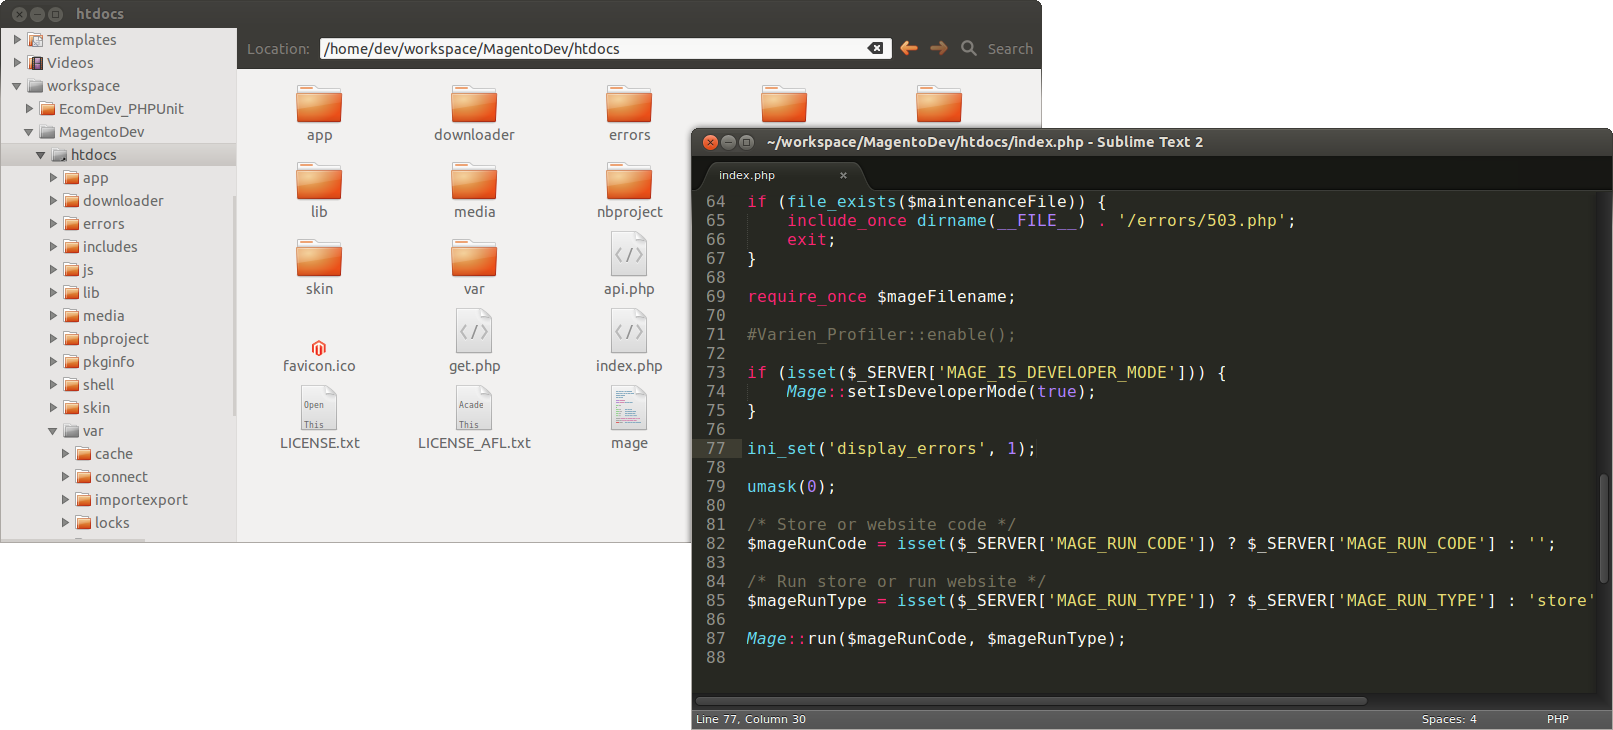 htdocs
Templates
Videos
workspace
EcomDev_PHPUnit
MagentoDev
htdocs
app
downloader
errors
includes
js
lib
media
nbproject
pkginfo
shell
skin
var
cache
connect
importexport
locks
Location: /home/dev/workspace/MagentoDev/htdocs Search
app downloader errors
lib media nbproject
skin var api.php
favicon.ico get.php index.php
Open
This
Acade
This
LICENSE.txt LICENSE_AFL.txt mage
~/workspace/MagentoDev/htdocs/index.php - Sublime Text 2
index.php
64 if (file_exists($maintenanceFile)) {
65 include_once dirname(__FILE__) . '/errors/503.php';
66 exit;
67 }
68
69 require_once $mageFilename;
70
71 #Varien_Profiler::enable();
72
73 if (isset($_SERVER['MAGE_IS_DEVELOPER_MODE'])) {
74 Mage::setIsDeveloperMode(true);
75 }
76
77 ini_set('display_errors', 1);
78
79 umask(0);
80
81 /* Store or website code */
82 $mageRunCode = isset($_SERVER['MAGE_RUN_CODE']) ? $_SERVER['MAGE_RUN_CODE'] : '';
83
84 /* Run store or run website */
85 $mageRunType = isset($_SERVER['MAGE_RUN_TYPE']) ? $_SERVER['MAGE_RUN_TYPE'] : 'store'
86
87 Mage::run($mageRunCode, $mageRunType);
88
Line 77, Column 30 Spaces: 4 PHP